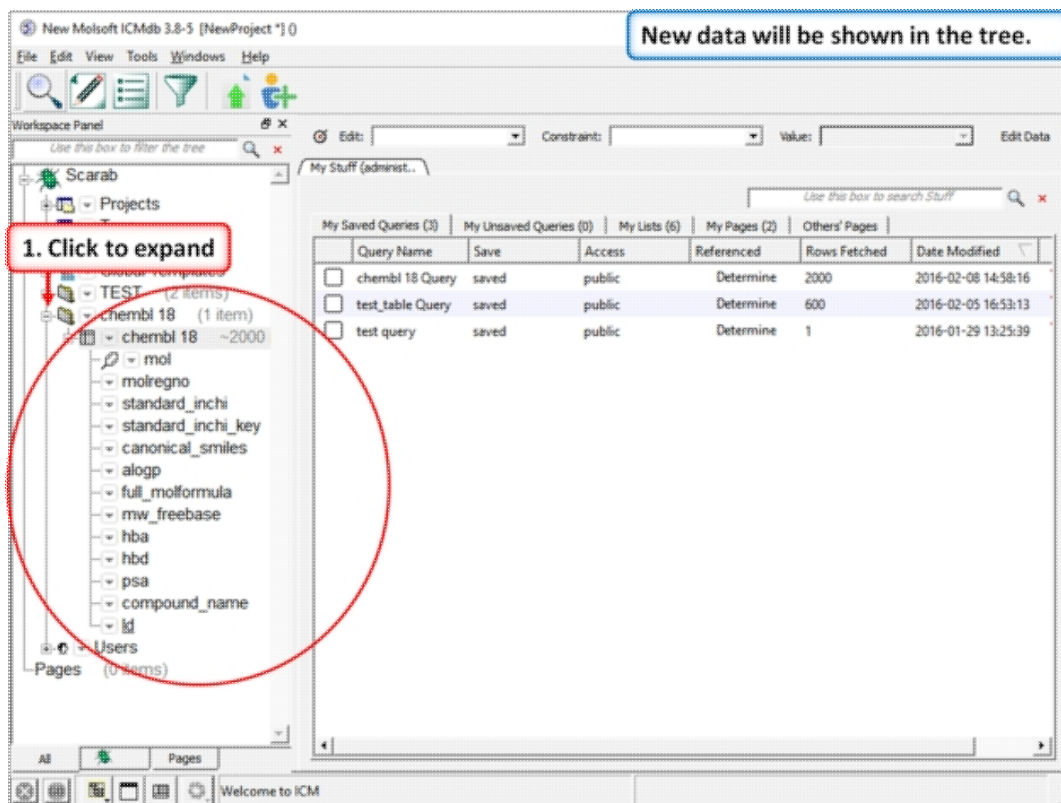 New Molsoft ICMdb 3.8-5 [NewProject *] ()
New data will be shown in the tree.
File Edit View Tools Windows Help
Workspace Panel
Use this box to filter the tree
Edit: Constraint: Value: Edit Data
My Stuff (administ..
Scarab
Projects
Use this box to search Stuff
My Saved Queries (3) My Unsaved Queries (0) My Lists (6) My Pages (2) Others' Pages
1. Click to expand
Query Name Save Access Referenced Rows Fetched Date Modified
Global Templates
chembl 18 Query saved public Determine 2000 2016-02-08 14:58:16
TEST (2 items)
test_table Query saved public Determine 600 2016-02-05 16:53:13
chembl 18 (1 item)
test query saved public Determine 1 2016-01-29 13:25:39
chembl 18 ~2000
mol
molregno
standard_inchi
standard_inchi_key
canonical_smiles
alogp
full_molformula
mw_freebase
hba
hbd
psa
compound_name
Id
Users
Pages (0 items)
All Pages
Welcome to ICM